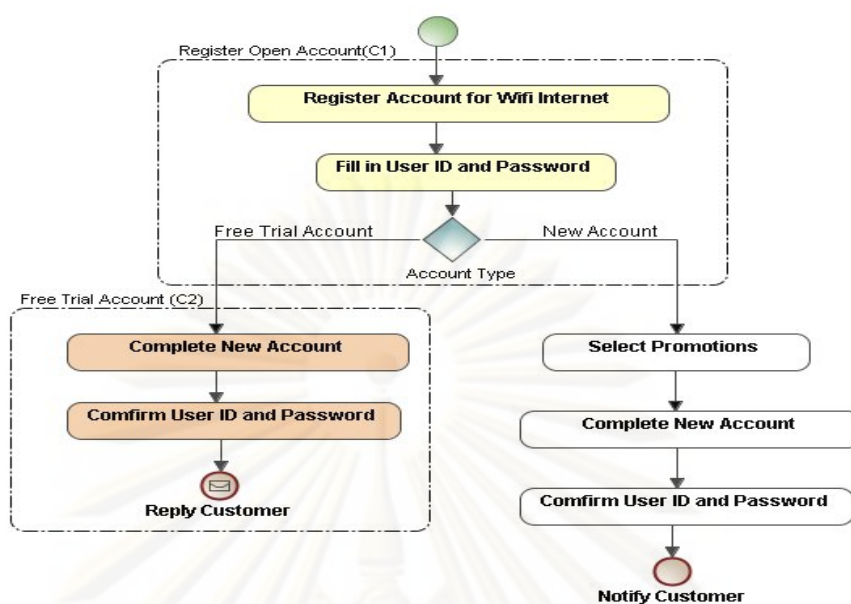 Register Open Account(C1)
Register Account for Wifi Internet
Fill in User ID and Password
Free Trial Account
New Account
Account Type
Free Trial Account (C2)
Complete New Account
Comfirm User ID and Password
Reply Customer
Select Promotions
Complete New Account
Comfirm User ID and Password
Notify Customer